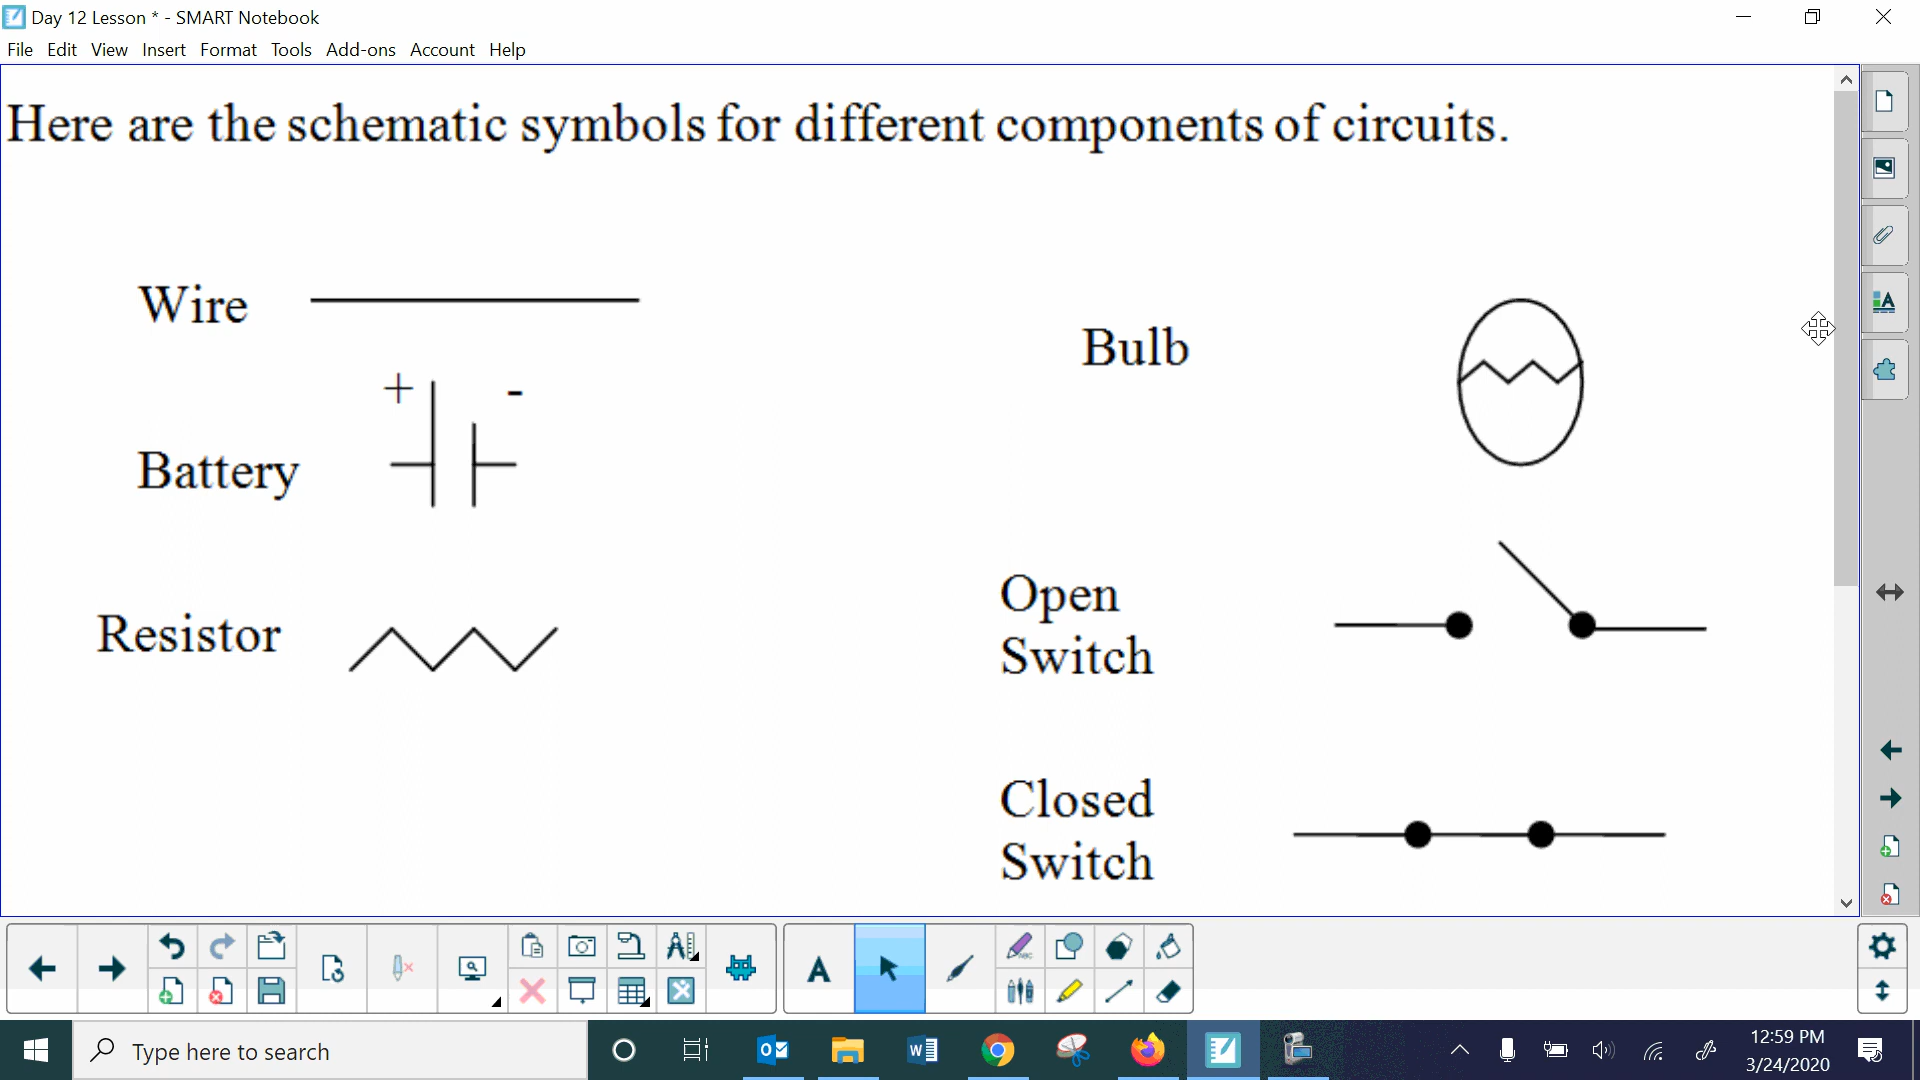 Day 12 Lesson * - SMART Notebook
File Edit View Insert Format Tools Add-ons Account Help
Here are the schematic symbols for different components of circuits.
Wire
Bulb
+ -
Battery
Open
Switch
Resistor
Closed
Switch
A
Type here to search
12:59 PM
3/24/2020